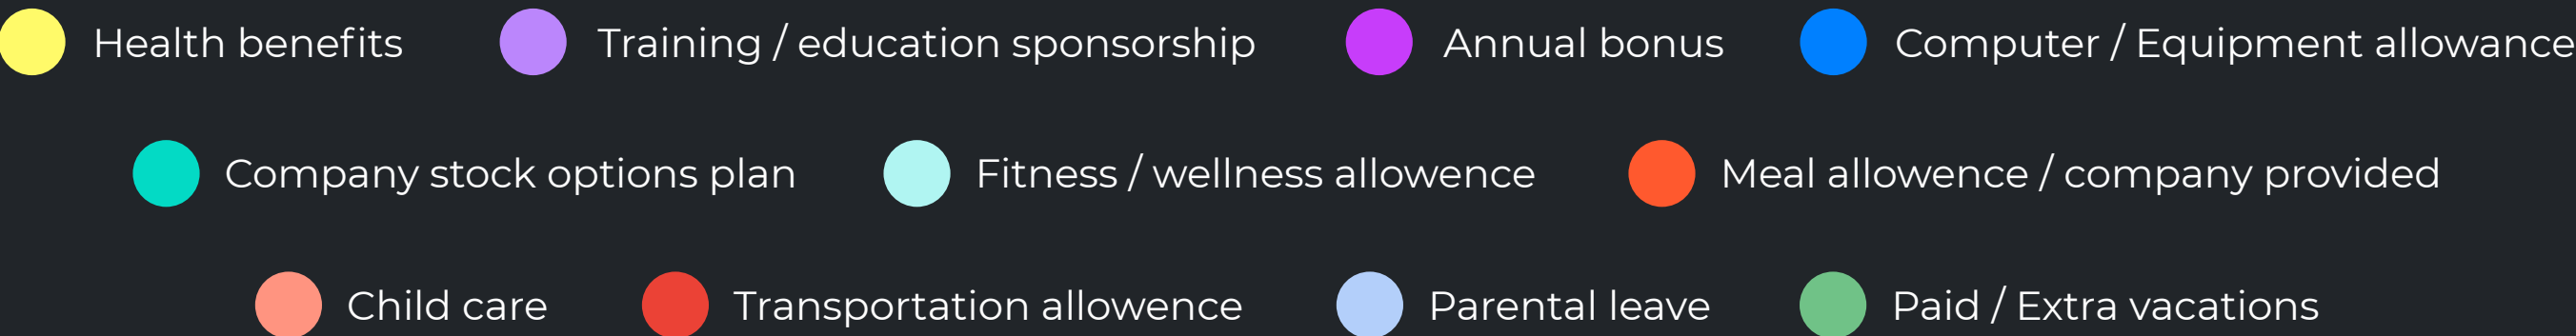 Health benefits Training / education sponsorship Annual bonus Computer / Equipment allowance
Company stock options plan Fitness / wellness allowence Meal allowence / company provided
Child care Transportation allowence Parental leave Paid / Extra vacations